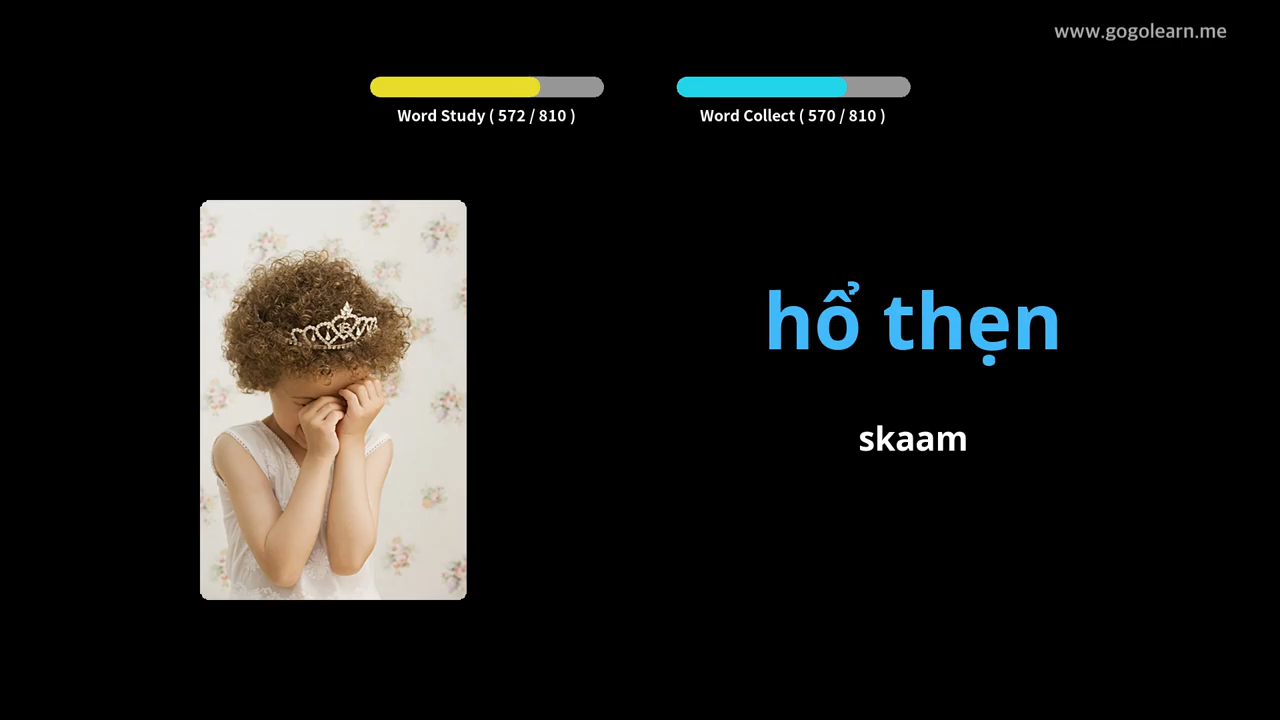 www.gogolearn.me
Word Study ( 572 / 810 )
Word Collect ( 570 / 810 )
hổ thẹn
skaam